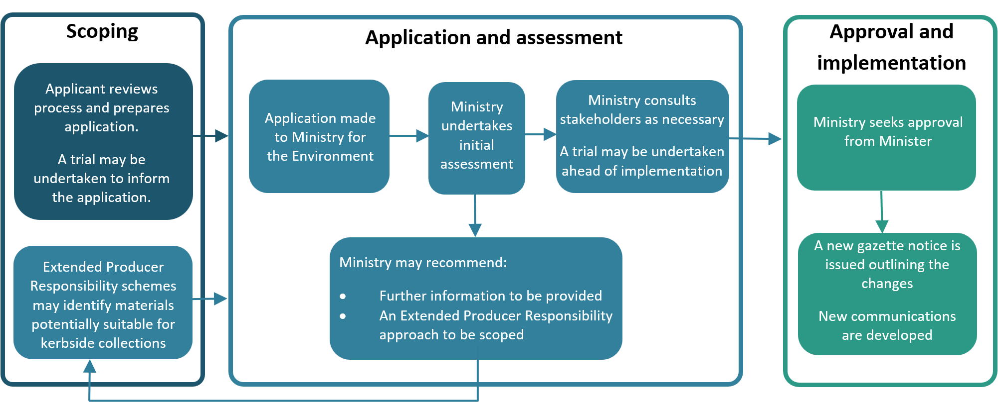 Scoping
Applicant reviews
process and prepares
application.
A trial may be
undertaken to inform
the application.
Extended Producer
Responsibility schemes
may identify materials
potentially suitable for
kerbside collections
Application and assessment
Application made
to Ministry for
the Environment
Ministry
undertakes
initial
assessment
Ministry consults
stakeholders as necessary
A trial may be undertaken
ahead of implementation
Ministry may recommend:
● Further information to be provided
● An Extended Producer Responsibility
approach to be scoped
Approval and
implementation
Ministry seeks approval
from Minister
A new gazette notice is
issued outlining the
changes
New communications
are developed